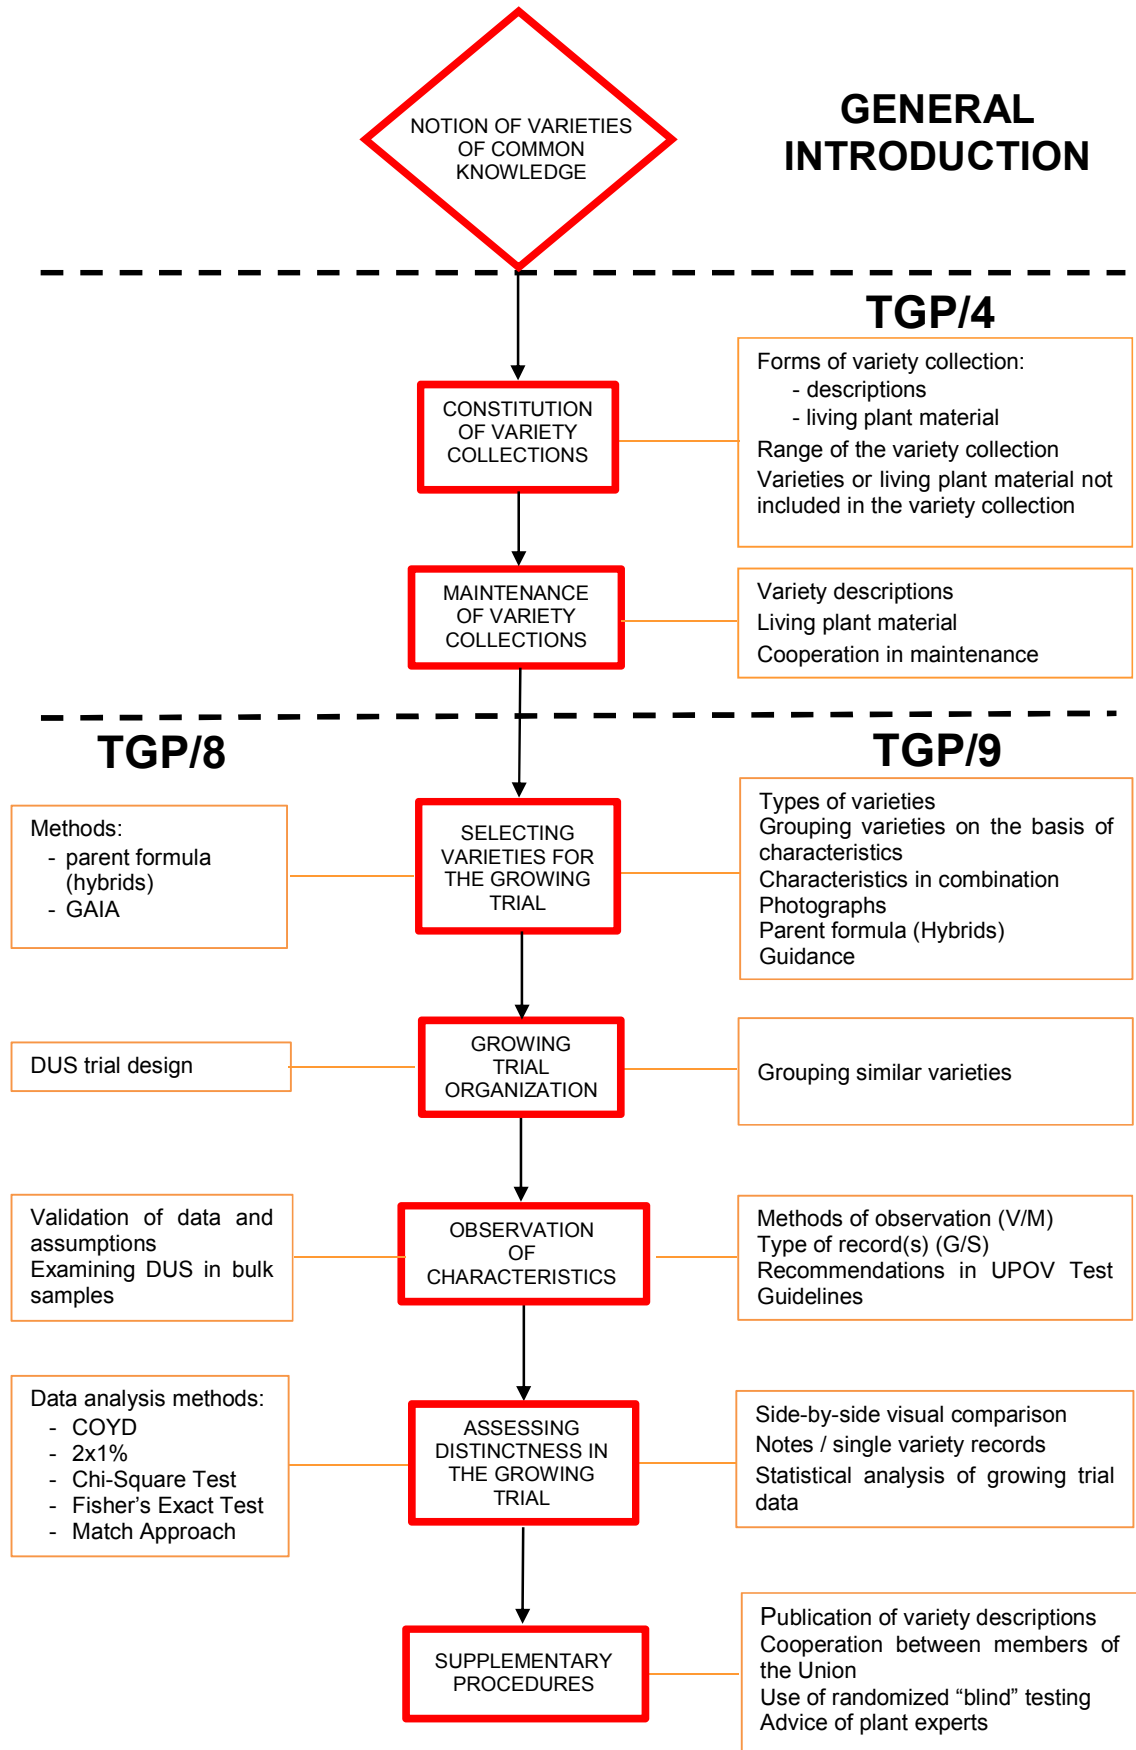 NOTION OF VARIETIES
OF COMMON
KNOWLEDGE
GENERAL
INTRODUCTION
TGP/4
CONSTITUTION
OF VARIETY
COLLECTIONS
Forms of variety collection:
- descriptions
- living plant material
Range of the variety collection
Varieties or living plant material not
included in the variety collection
MAINTENANCE
OF VARIETY
COLLECTIONS
Variety descriptions
Living plant material
Cooperation in maintenance
TGP/8
TGP/9
Methods:
- parent formula
(hybrids)
- GAIA
SELECTING
VARIETIES FOR
THE GROWING
TRIAL
Types of varieties
Grouping varieties on the basis of
characteristics
Characteristics in combination
Photographs
Parent formula (Hybrids)
Guidance
DUS trial design
GROWING
TRIAL
ORGANIZATION
Grouping similar varieties
Validation of data and
assumptions
Examining DUS in bulk
samples
OBSERVATION
OF
CHARACTERISTICS
Methods of observation (V/M)
Type of record(s) (G/S)
Recommendations in UPOV Test
Guidelines
Data analysis methods:
- COYD
- 2x1%
- Chi-Square Test
- Fisher’s Exact Test
- Match Approach
ASSESSING
DISTINCTNESS IN
THE GROWING
TRIAL
Side-by-side visual comparison
Notes / single variety records
Statistical analysis of growing trial
data
SUPPLEMENTARY
PROCEDURES
Publication of variety descriptions
Cooperation between members of
the Union
Use of randomized “blind” testing
Advice of plant experts